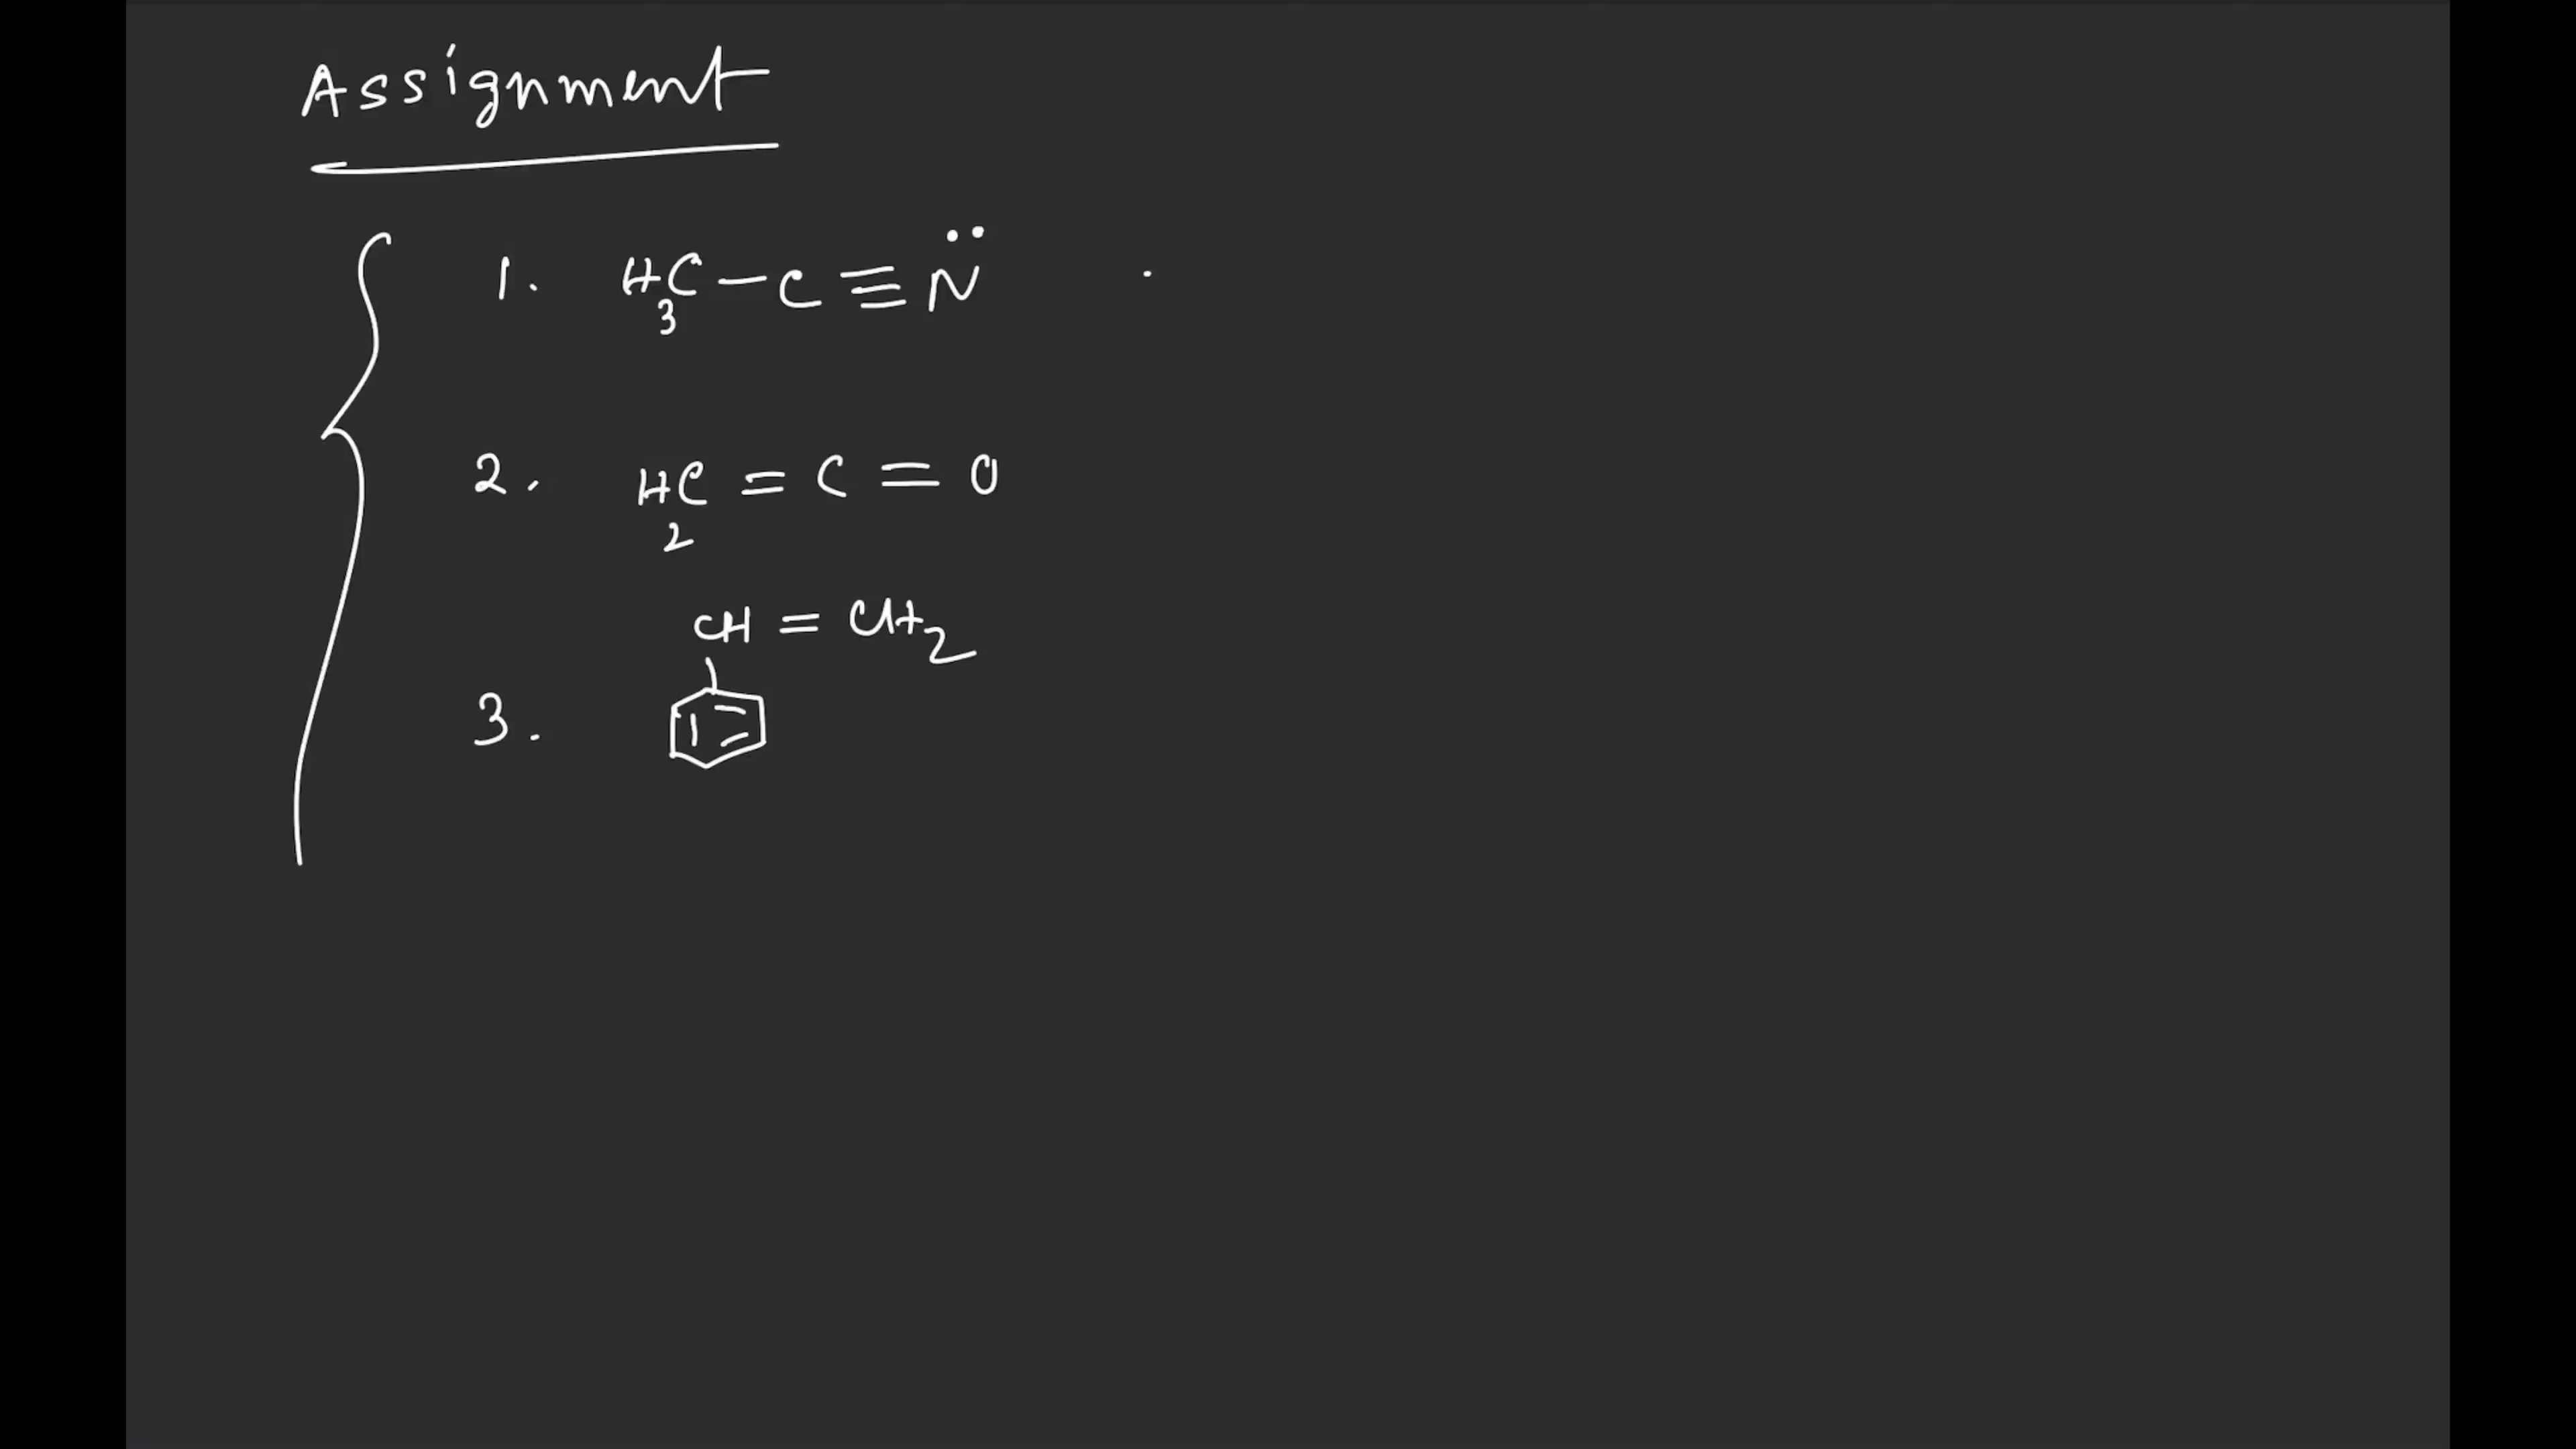 Assignment
1. H₃C – C ≡ N̈
2. H₂C = C = O
CH = CH₂
3.